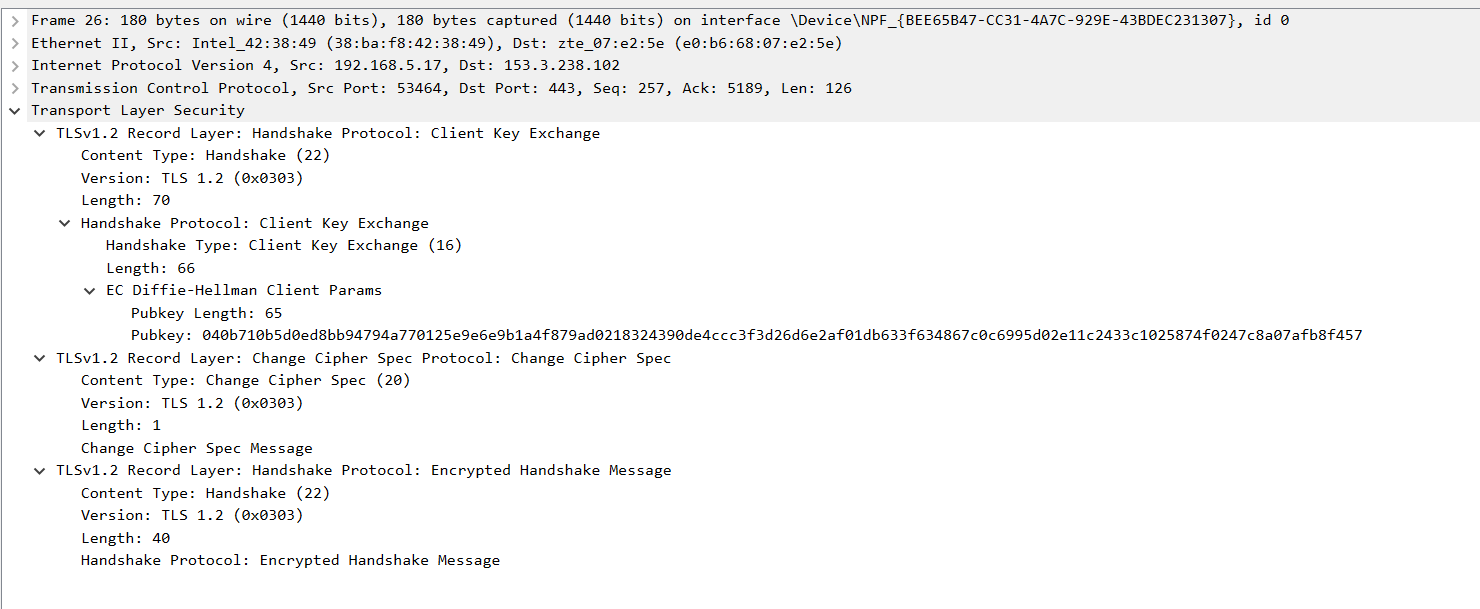 Frame 26: 180 bytes on wire (1440 bits), 180 bytes captured (1440 bits) on interface \Device\NPF_{BEE65B47-CC31-4A7C-929E-43BDEC231307}, id 0
Ethernet II, Src: Intel_42:38:49 (38:ba:f8:42:38:49), Dst: zte_07:e2:5e (e0:b6:68:07:e2:5e)
Internet Protocol Version 4, Src: 192.168.5.17, Dst: 153.3.238.102
Transmission Control Protocol, Src Port: 53464, Dst Port: 443, Seq: 257, Ack: 5189, Len: 126
Transport Layer Security
TLSv1.2 Record Layer: Handshake Protocol: Client Key Exchange
Content Type: Handshake (22)
Version: TLS 1.2 (0x0303)
Length: 70
Handshake Protocol: Client Key Exchange
Handshake Type: Client Key Exchange (16)
Length: 66
EC Diffie-Hellman Client Params
Pubkey Length: 65
Pubkey: 040b710b5d0ed8bb94794a770125e9e6e9b1a4f879ad0218324390de4ccc3f3d26d6e2af01db633f634867c0c6995d02e11c2433c1025874f0247c8a07afb8f457
TLSv1.2 Record Layer: Change Cipher Spec Protocol: Change Cipher Spec
Content Type: Change Cipher Spec (20)
Version: TLS 1.2 (0x0303)
Length: 1
Change Cipher Spec Message
TLSv1.2 Record Layer: Handshake Protocol: Encrypted Handshake Message
Content Type: Handshake (22)
Version: TLS 1.2 (0x0303)
Length: 40
Handshake Protocol: Encrypted Handshake Message